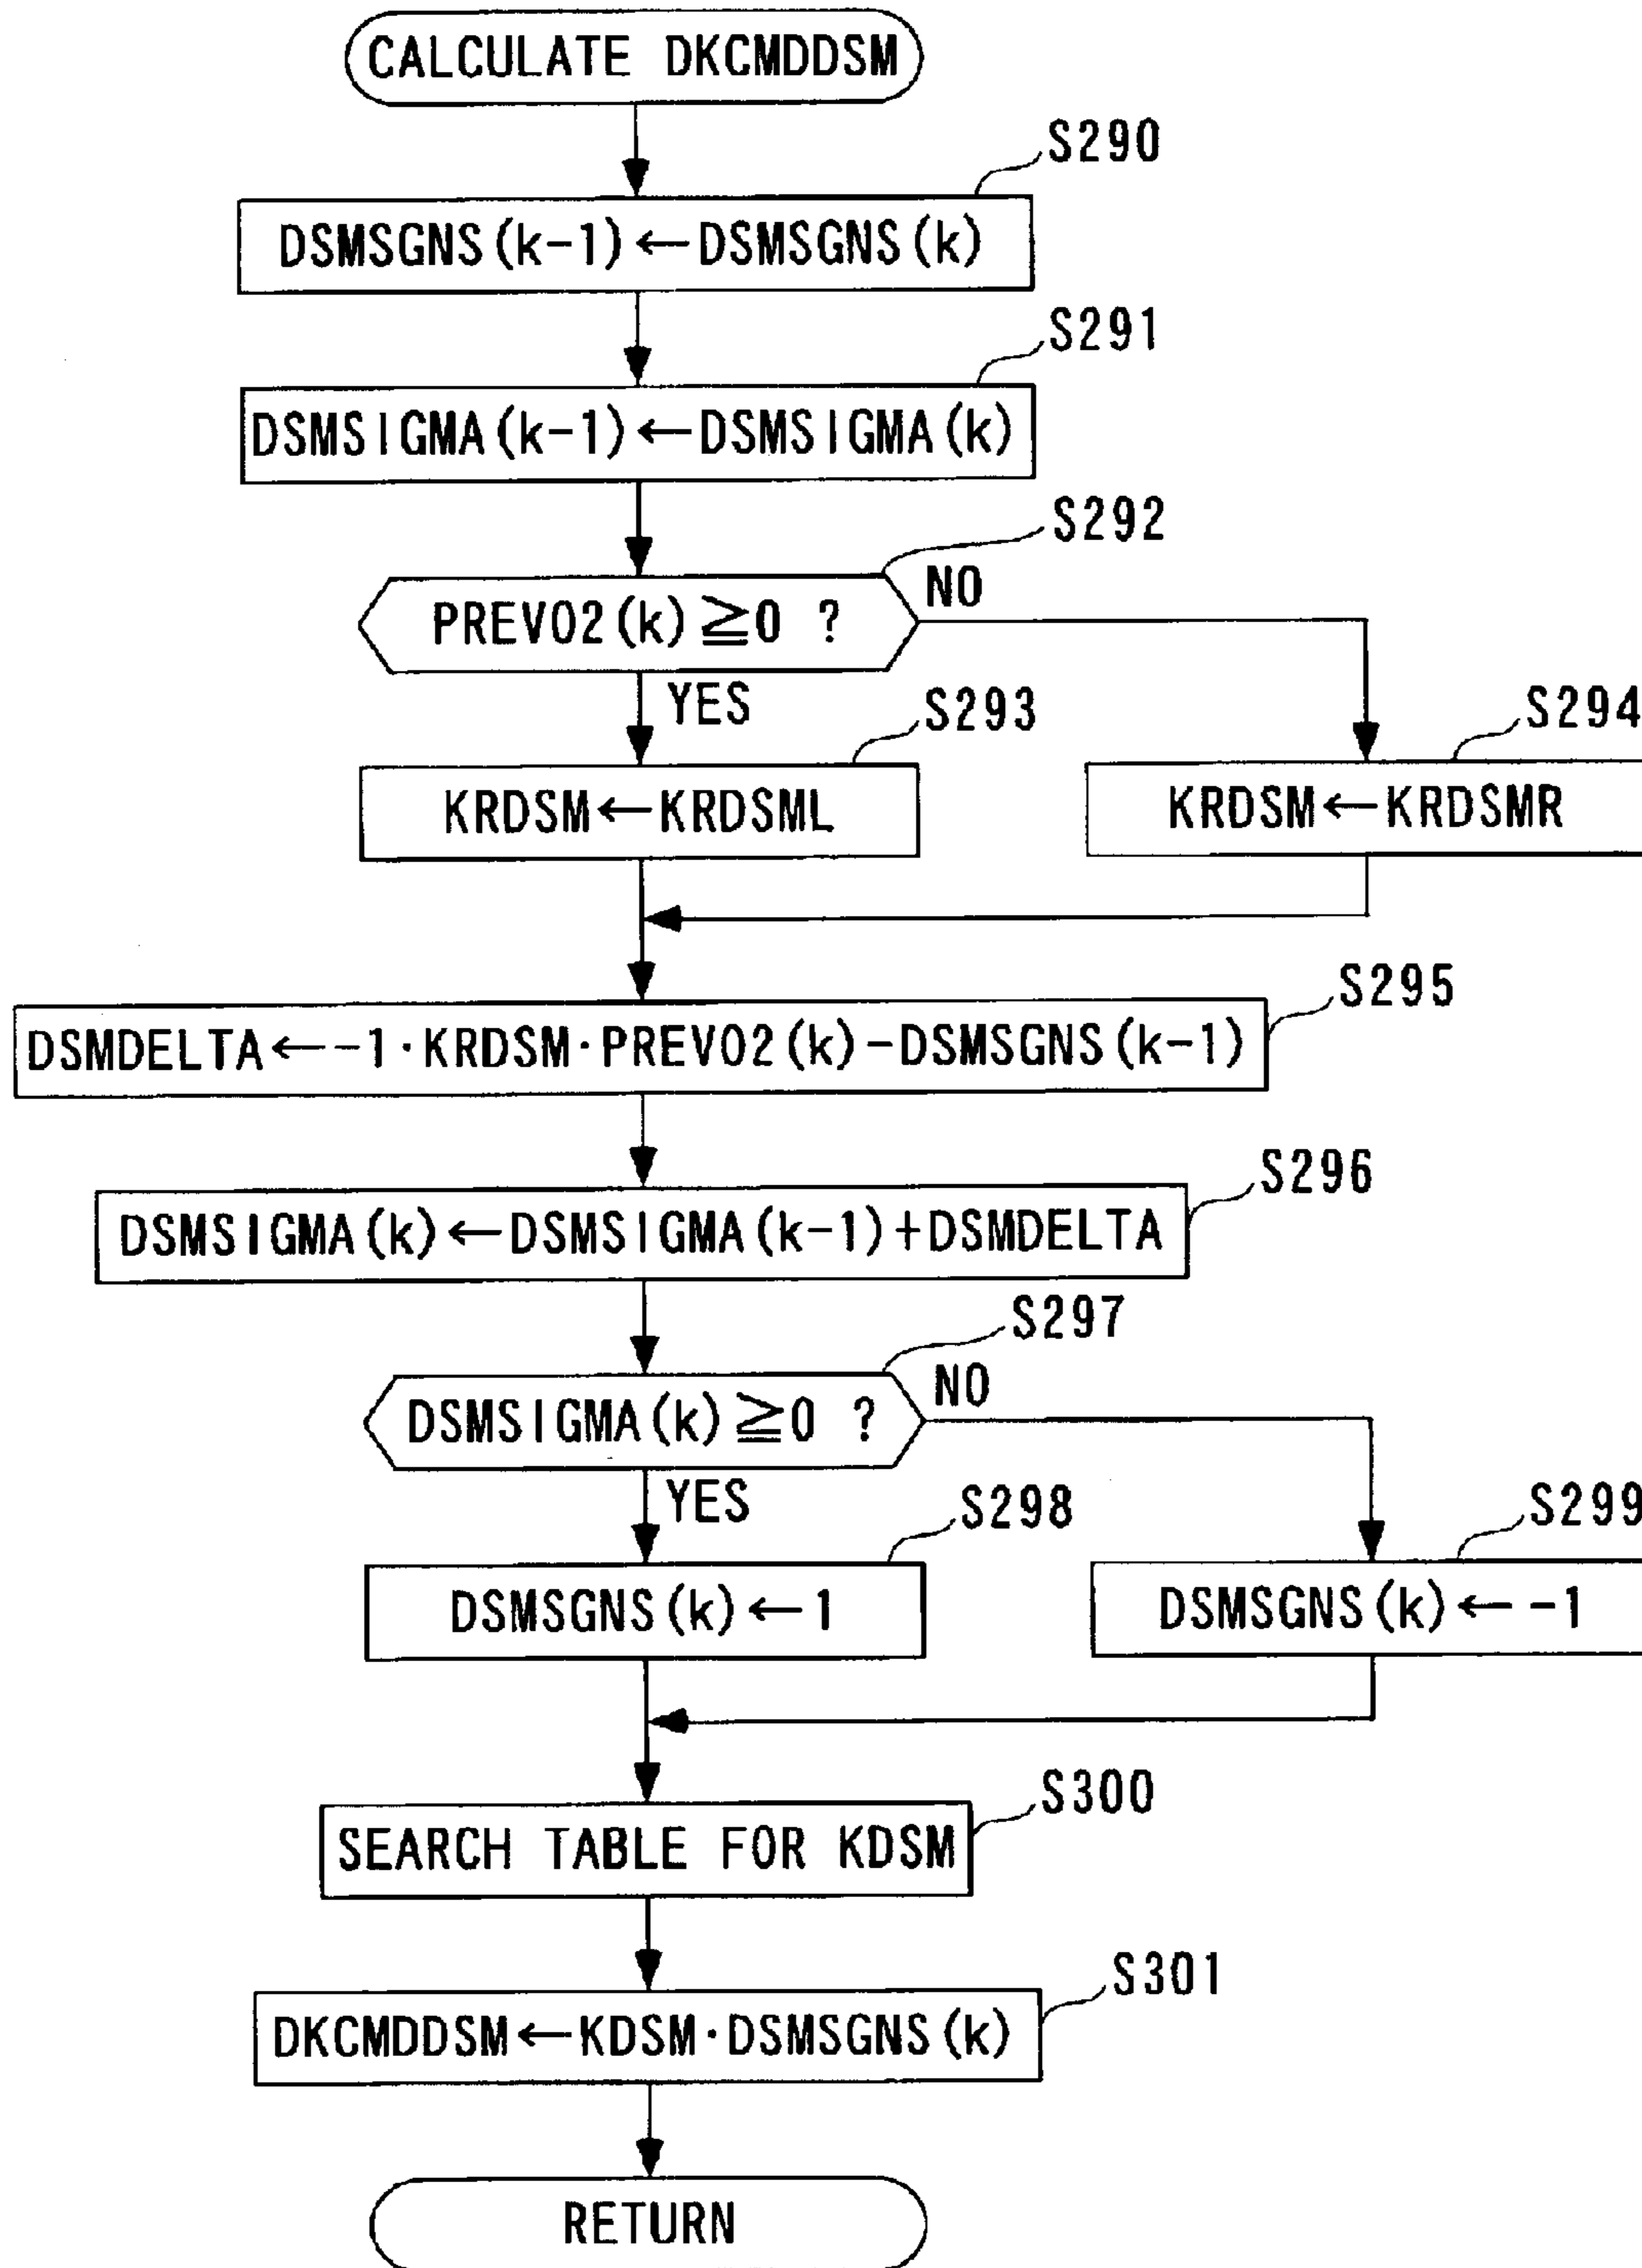 CALCULATE DKCMDDSM
S290
DSMSGNS(k-1)←DSMSGNS(k)
S291
DSMSIGMA(k-1)←DSMSIGMA(k)
S292
PREVO2(k)≧0 ?
NO
YES
S293
S294
KRDSM←KRDSML
KRDSM←KRDSMR
S295
DSMDELTA←-1·KRDSM·PREVO2(k)-DSMSGNS(k-1)
S296
DSMSIGMA(k)←DSMSIGMA(k-1)+DSMDELTA
S297
DSMSIGMA(k)≧0 ?
NO
YES
S298
S299
DSMSGNS(k)←1
DSMSGNS(k)←-1
S300
SEARCH TABLE FOR KDSM
S301
DKCMDDSM←KDSM·DSMSGNS(k)
RETURN